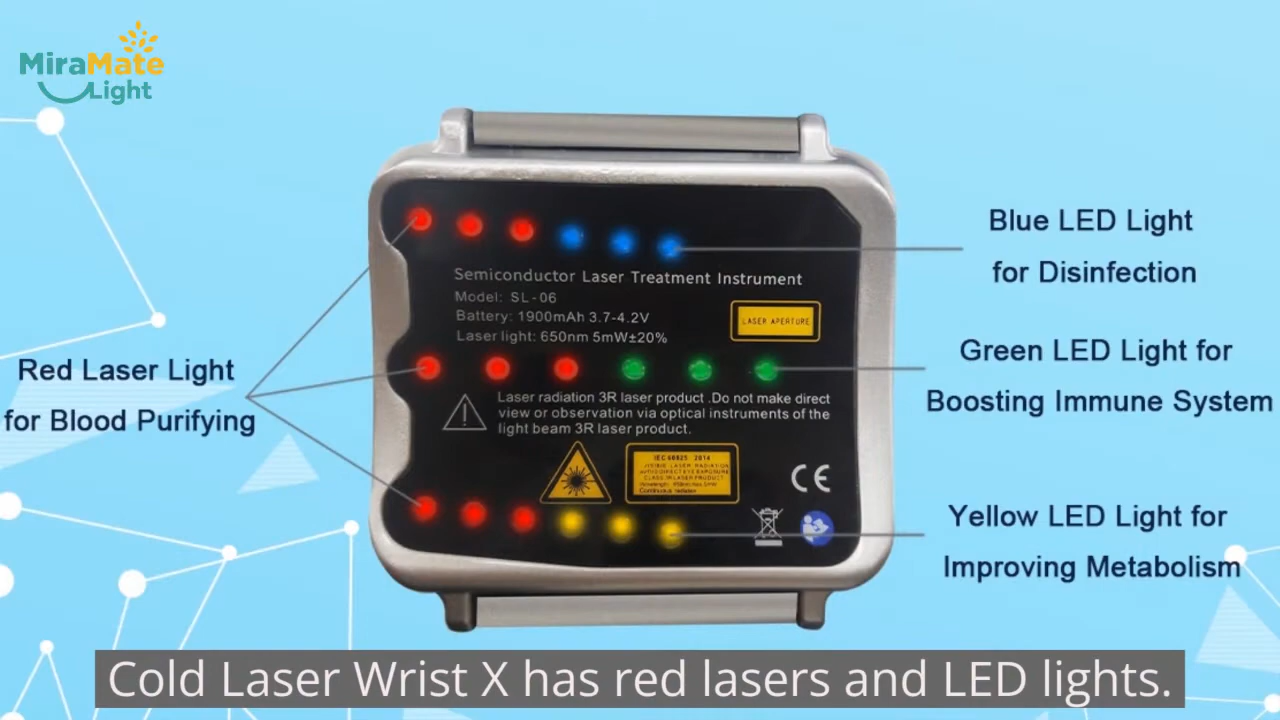 MiraMate
Light
Semiconductor Laser Treatment Instrument
Model: SL-06
Battery: 1900mAh 3.7-4.2V
Laser light: 650nm 5mW±20%
LASER APERTURE
Blue LED Light
for Disinfection
Red Laser Light
for Blood Purifying
Green LED Light for
Boosting Immune System
Laser radiation 3R laser product .Do not make direct
view or observation via optical instruments of the
light beam 3R laser product.
IEC 60825: 2014
CE
Yellow LED Light for
Improving Metabolism
Cold Laser Wrist X has red lasers and LED lights.